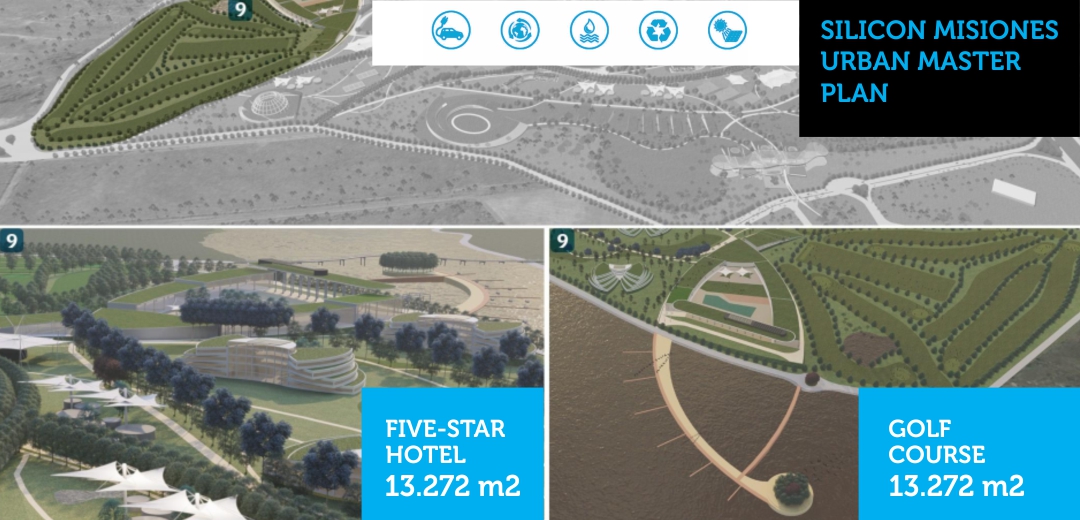 9
SILICON MISIONES
URBAN MASTER
PLAN
9
FIVE-STAR
HOTEL
13.272 m2
9
GOLF
COURSE
13.272 m2